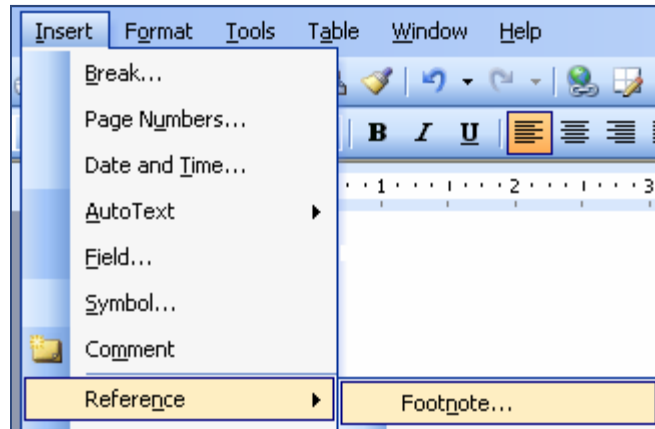 Insert Format Tools Table Window Help
Break...
B I U
Page Numbers...
Date and Time...
1 2 3
AutoText
Field...
Symbol...
Comment
Reference
Footnote...